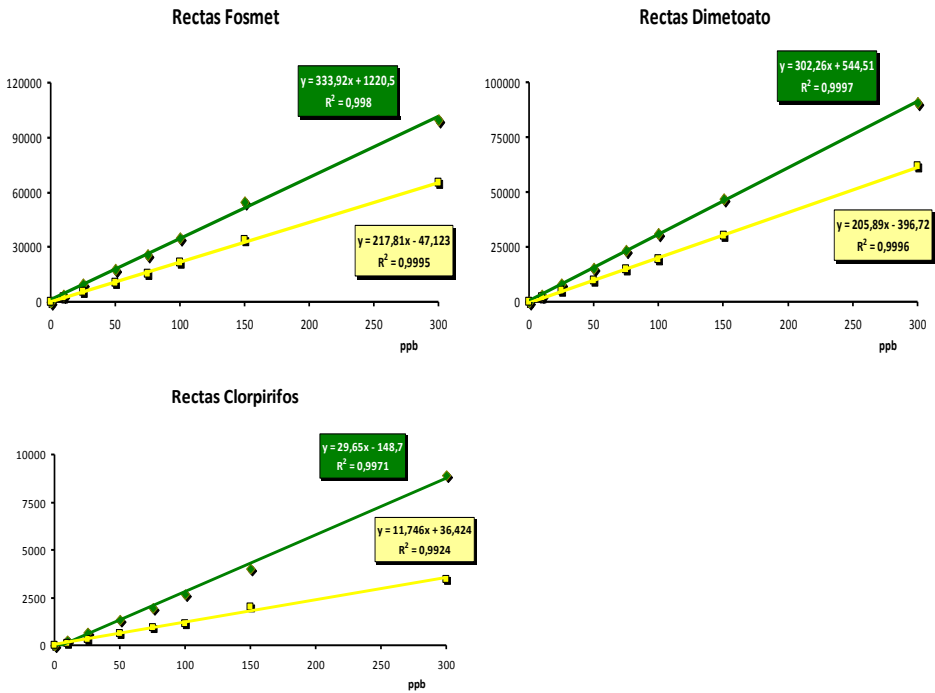 Rectas Fosmet
120000
90000
60000
30000
0
y = 333,92x + 1220,5
R² = 0,998
y = 217,81x - 47,123
R² = 0,9995
0 50 100 150 200 250 300
ppb
Rectas Dimetoato
100000
75000
50000
25000
0
y = 302,26x + 544,51
R² = 0,9997
y = 205,89x - 396,72
R² = 0,9996
0 50 100 150 200 250 300
ppb
Rectas Clorpirifos
10000
7500
5000
2500
0
y = 29,65x - 148,7
R² = 0,9971
y = 11,746x + 36,424
R² = 0,9924
0 50 100 150 200 250 300
ppb